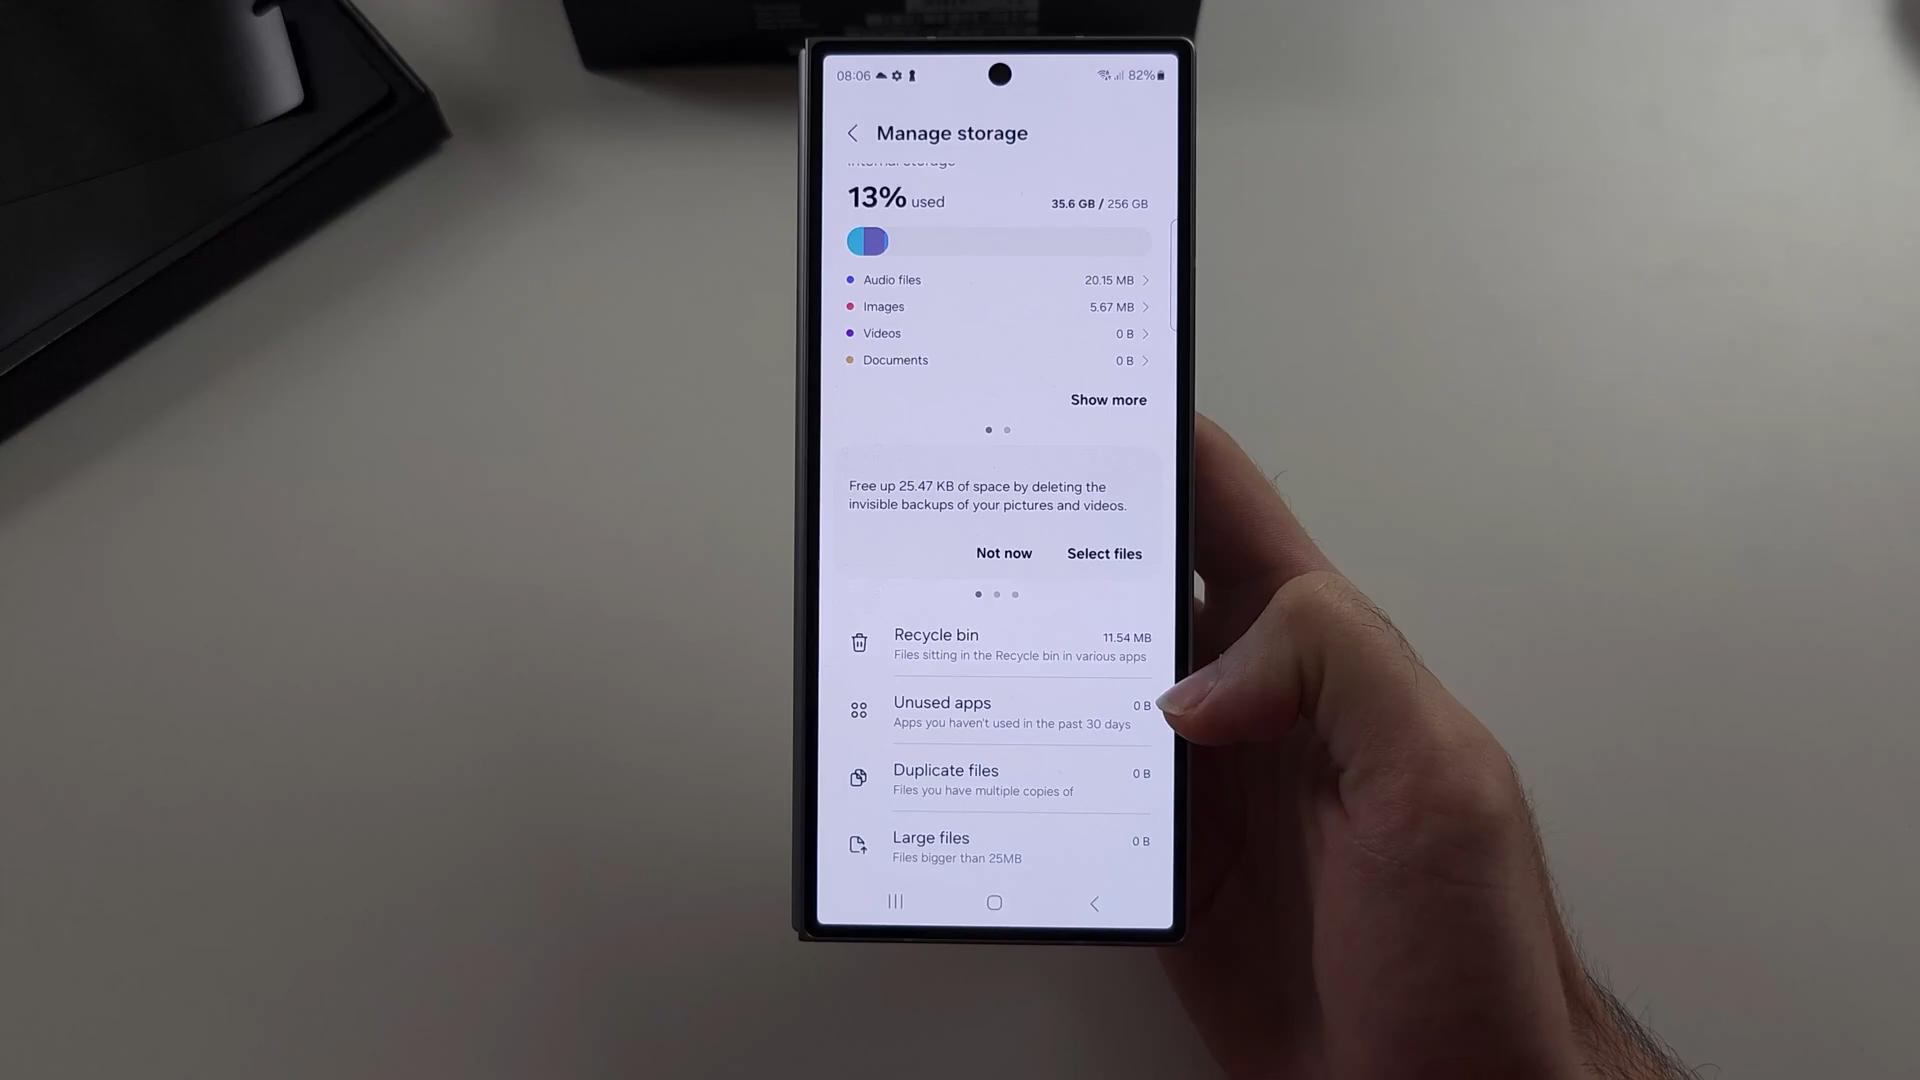 08:06
82%
Manage storage
Internal storage
13% used
35.6 GB / 256 GB
Audio files 20.15 MB
Images 5.67 MB
Videos 0 B
Documents 0 B
Show more
Free up 25.47 KB of space by deleting the
invisible backups of your pictures and videos.
Not now Select files
Recycle bin 11.54 MB
Files sitting in the Recycle bin in various apps
Unused apps 0 B
Apps you haven't used in the past 30 days
Duplicate files 0 B
Files you have multiple copies of
Large files 0 B
Files bigger than 25MB